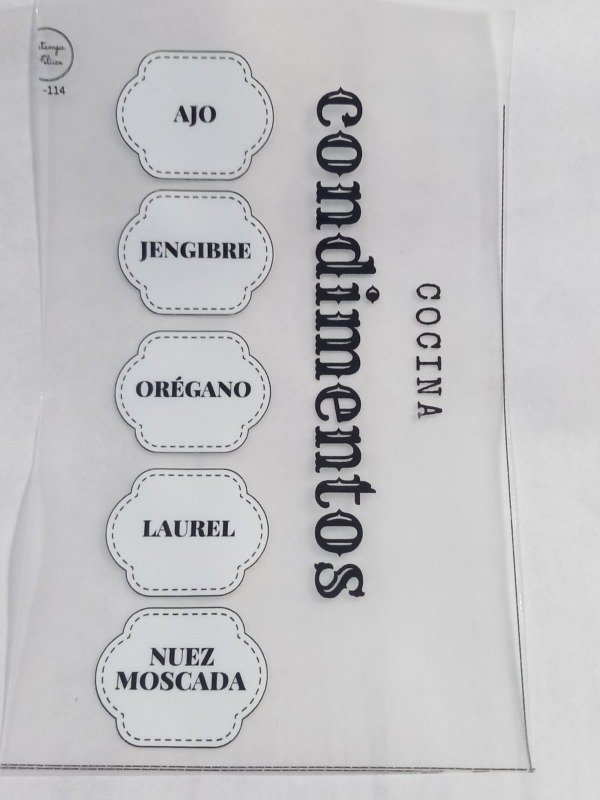 -114
AJO
JENGIBRE
ORÉGANO
LAUREL
NUEZ
MOSCADA
condimentos
COCINA